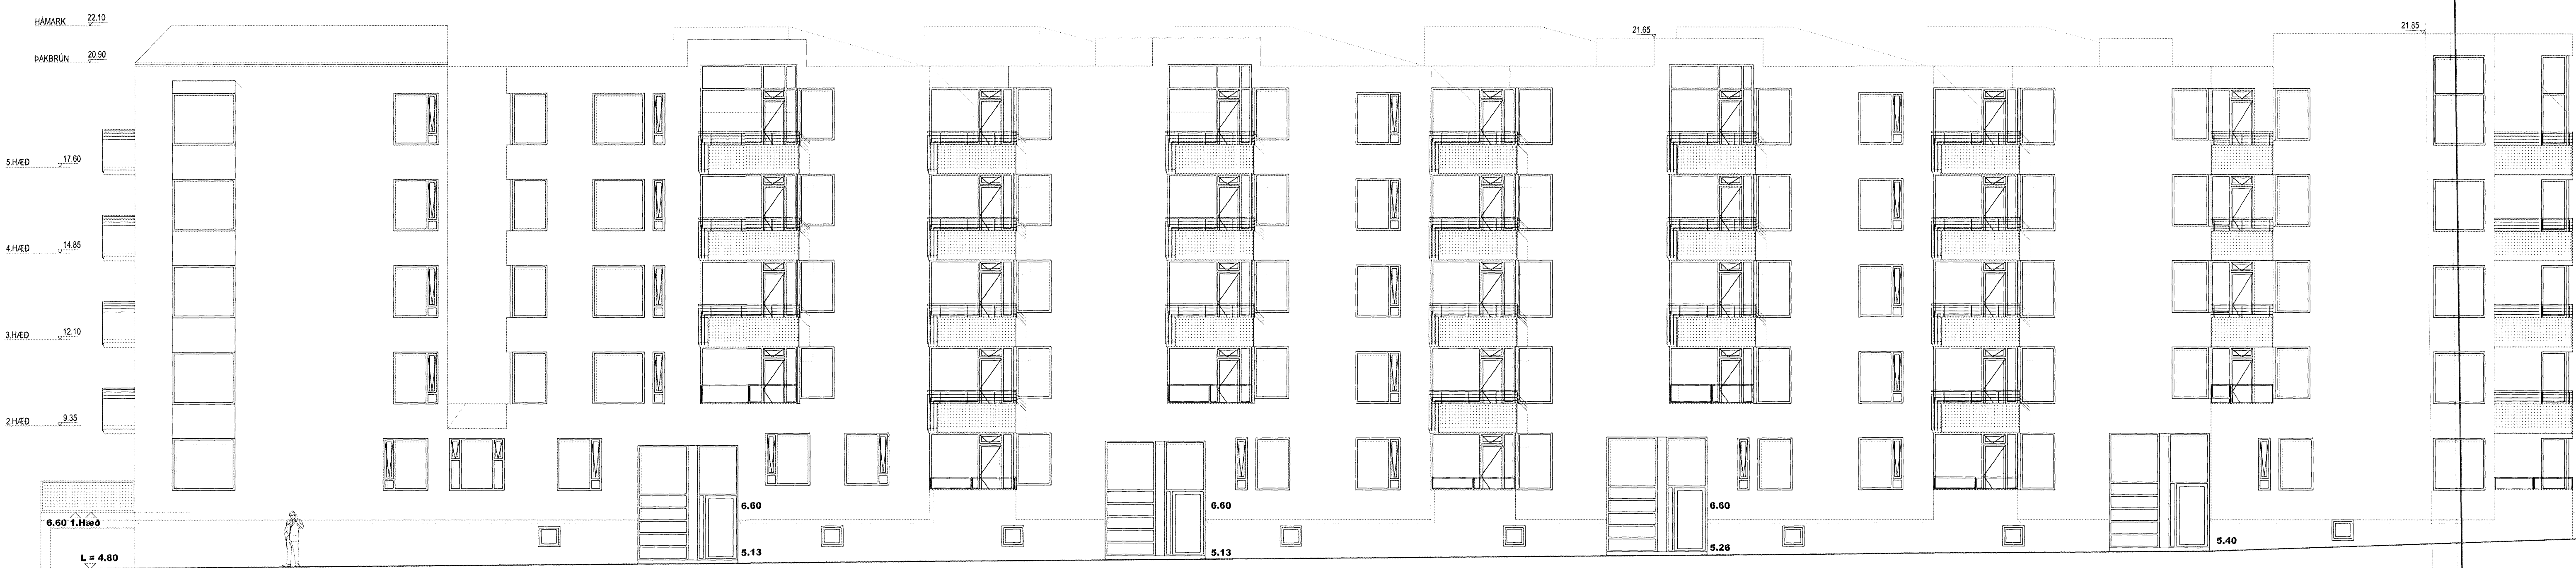 HÁMARK 22.10
ÞAKBRÚN 20.90
21.65
21.85
5.HÆÐ 17.60
4.HÆÐ 14.85
3.HÆÐ 12.10
2.HÆÐ 9.35
6.60 1.Hæð
L = 4.80
6.60
5.13
6.60
5.13
6.60
5.26
5.40